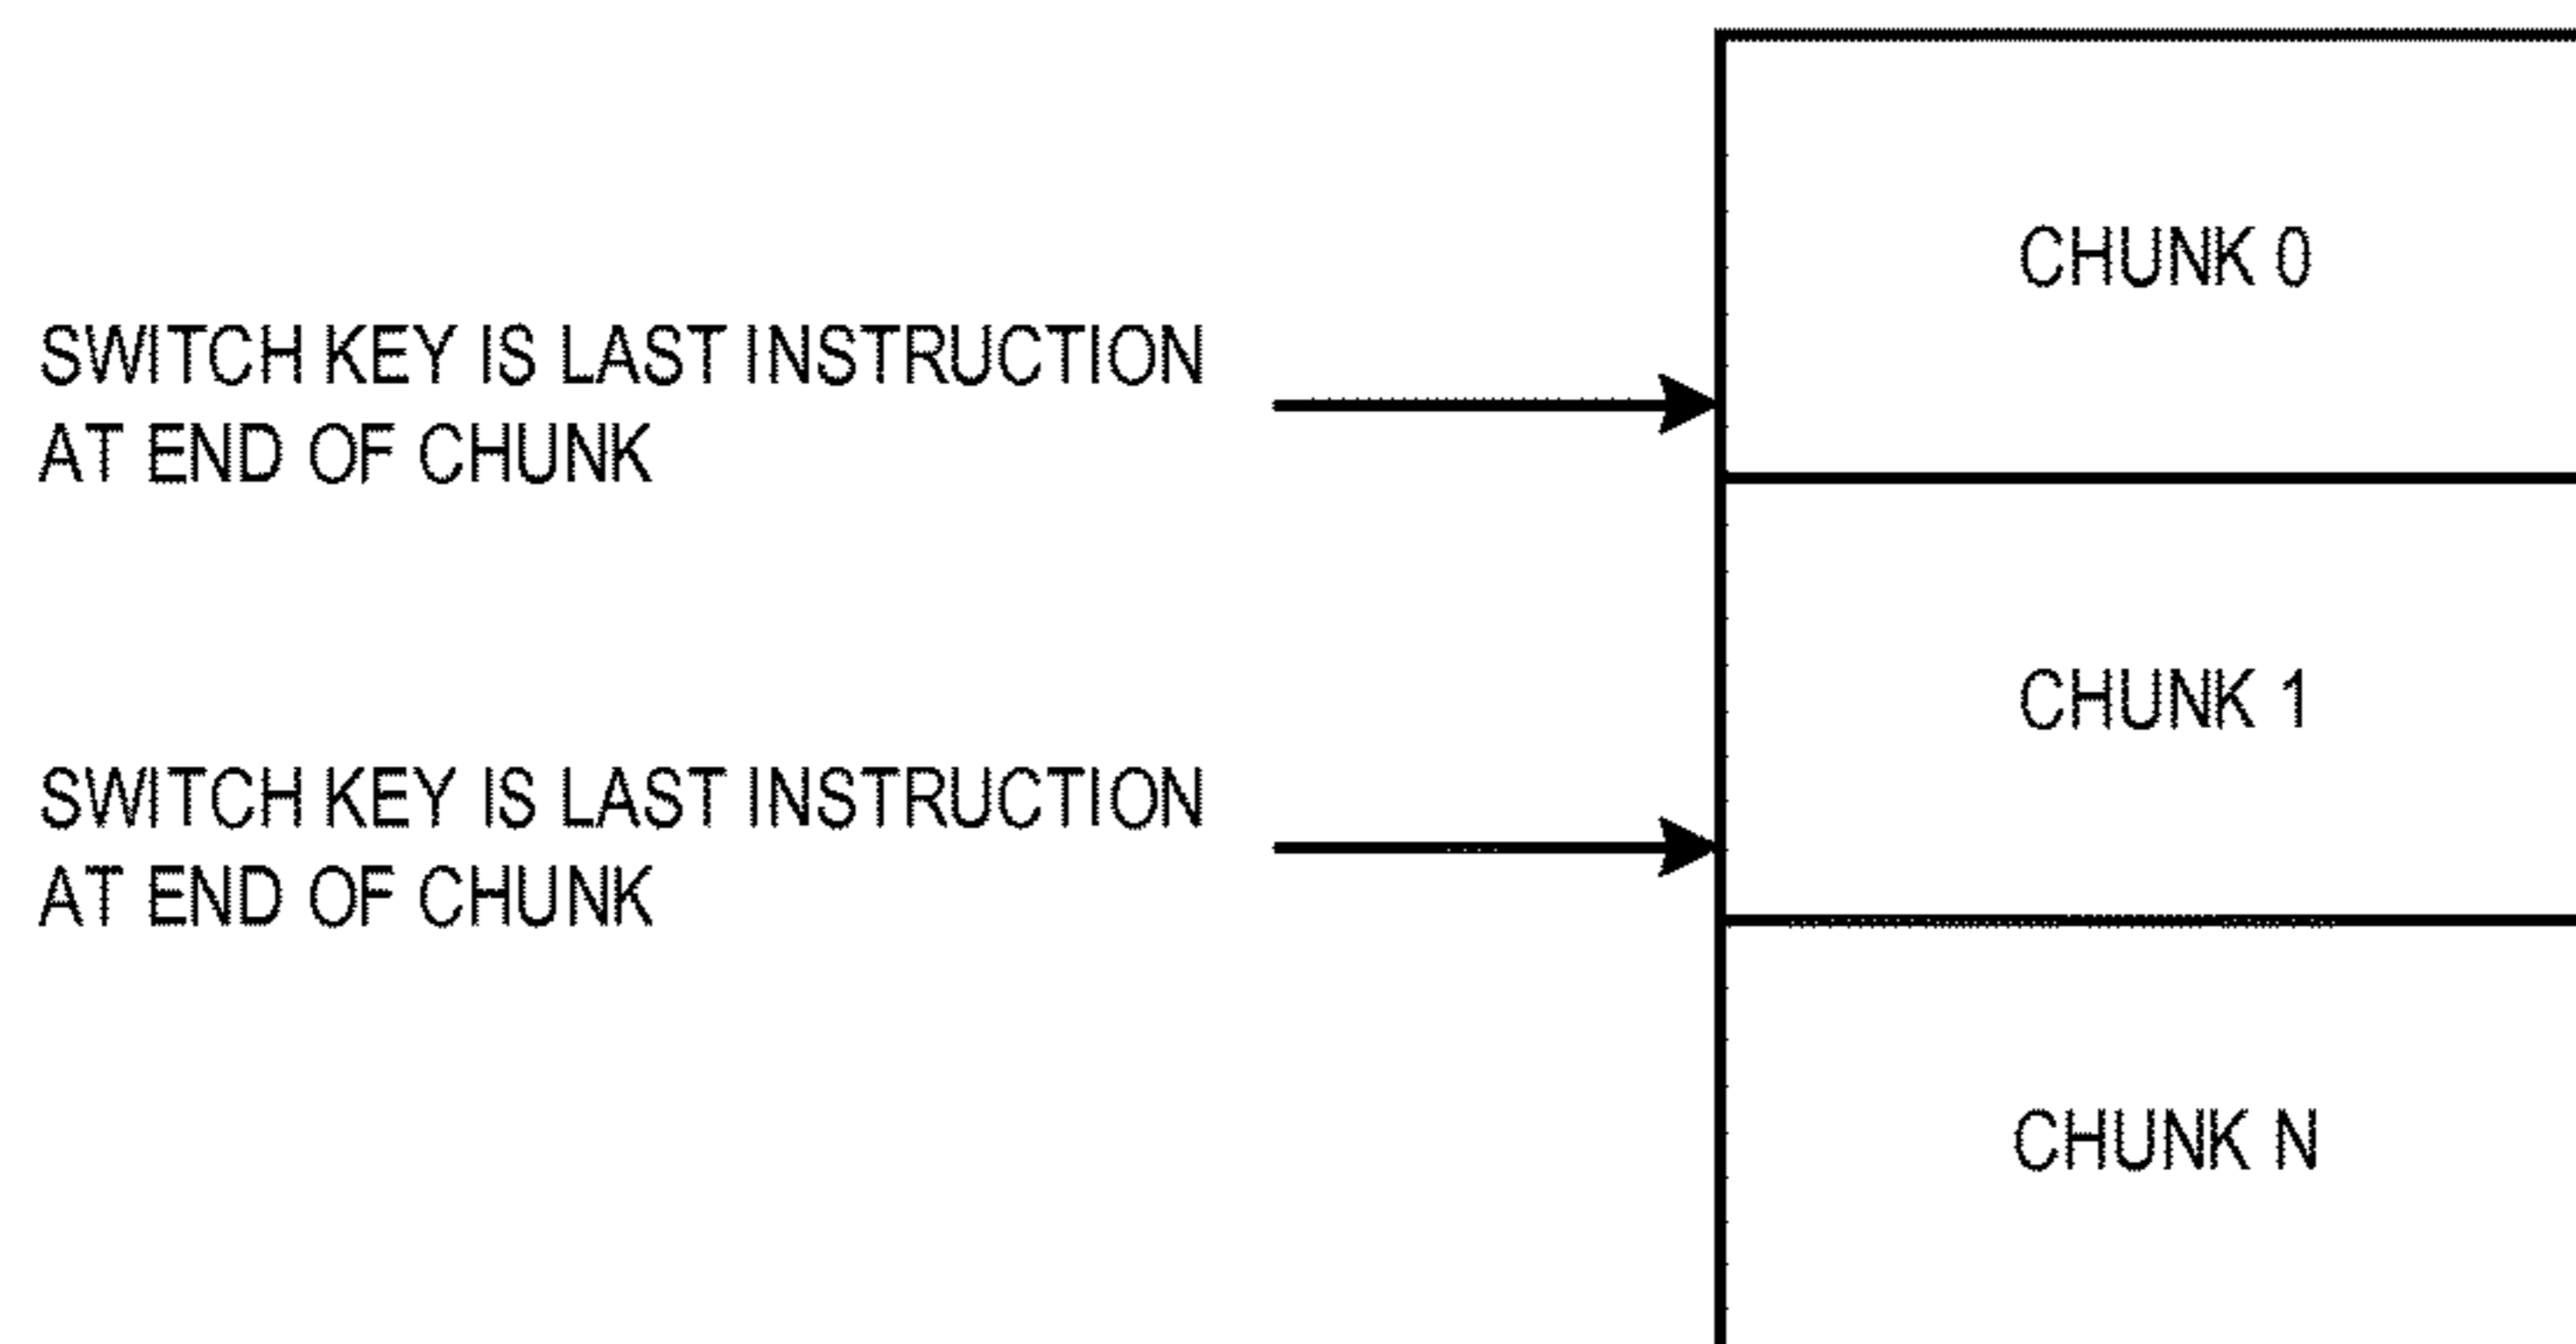 CHUNK 0
SWITCH KEY IS LAST INSTRUCTION
AT END OF CHUNK
CHUNK 1
SWITCH KEY IS LAST INSTRUCTION
AT END OF CHUNK
CHUNK N